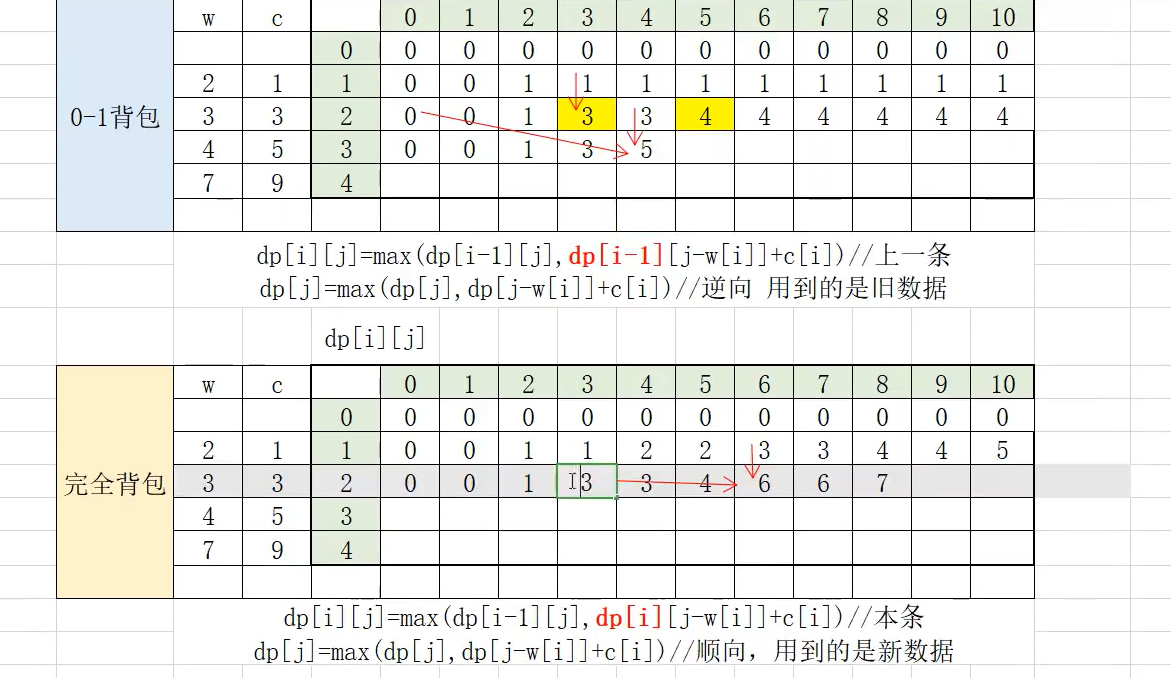 w c 0 1 2 3 4 5 6 7 8 9 10
0 0 0 0 0 0 0 0 0 0 0 0
2 1 1 0 0 1 1 1 1 1 1 1 1 1
0-1背包 3 3 2 0 0 1 3 3 4 4 4 4 4 4
4 5 3 0 0 1 3 5
7 9 4
dp[i][j]=max(dp[i-1][j],dp[i-1][j-w[i]]+c[i])//上一条
dp[j]=max(dp[j],dp[j-w[i]]+c[i])//逆向 用到的是旧数据
dp[i][j]
w c 0 1 2 3 4 5 6 7 8 9 10
0 0 0 0 0 0 0 0 0 0 0 0
2 1 1 0 0 1 1 2 2 3 3 4 4 5
完全背包 3 3 2 0 0 1 3 3 4 6 6 7
4 5 3
7 9 4
dp[i][j]=max(dp[i-1][j],dp[i][j-w[i]]+c[i])//本条
dp[j]=max(dp[j],dp[j-w[i]]+c[i])//顺向，用到的是新数据